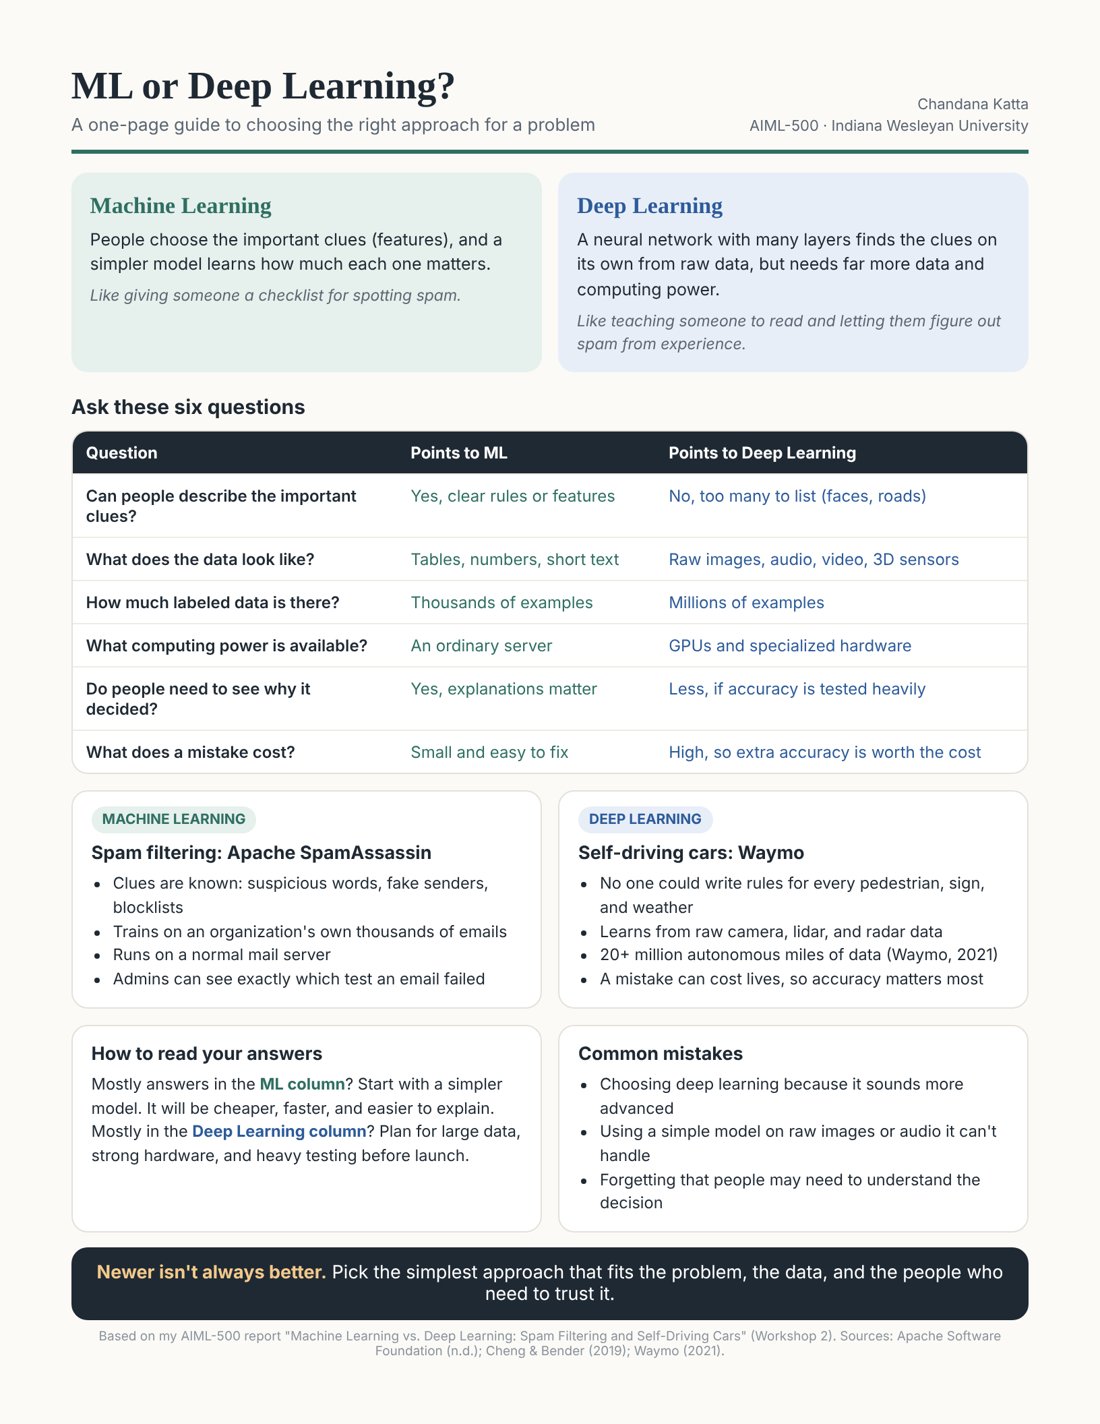 ML or Deep Learning?
A one-page guide to choosing the right approach for a problem
Chandana Katta
AIML-500 · Indiana Wesleyan University
Machine Learning
People choose the important clues (features), and a
simpler model learns how much each one matters.
Like giving someone a checklist for spotting spam.
Deep Learning
A neural network with many layers finds the clues on
its own from raw data, but needs far more data and
computing power.
Like teaching someone to read and letting them figure out
spam from experience.
Ask these six questions
Question Points to ML Points to Deep Learning
Can people describe the important
clues?
Yes, clear rules or features
No, too many to list (faces, roads)
What does the data look like? Tables, numbers, short text Raw images, audio, video, 3D sensors
How much labeled data is there? Thousands of examples Millions of examples
What computing power is available? An ordinary server GPUs and specialized hardware
Do people need to see why it
decided?
Yes, explanations matter
Less, if accuracy is tested heavily
What does a mistake cost? Small and easy to fix High, so extra accuracy is worth the cost
MACHINE LEARNING
Spam filtering: Apache SpamAssassin
• Clues are known: suspicious words, fake senders,
blocklists
• Trains on an organization's own thousands of emails
• Runs on a normal mail server
• Admins can see exactly which test an email failed
DEEP LEARNING
Self-driving cars: Waymo
• No one could write rules for every pedestrian, sign,
and weather
• Learns from raw camera, lidar, and radar data
• 20+ million autonomous miles of data (Waymo, 2021)
• A mistake can cost lives, so accuracy matters most
How to read your answers
Mostly answers in the ML column? Start with a simpler
model. It will be cheaper, faster, and easier to explain.
Mostly in the Deep Learning column? Plan for large data,
strong hardware, and heavy testing before launch.
Common mistakes
• Choosing deep learning because it sounds more
advanced
• Using a simple model on raw images or audio it can't
handle
• Forgetting that people may need to understand the
decision
Newer isn't always better. Pick the simplest approach that fits the problem, the data, and the people who
need to trust it.
Based on my AIML-500 report "Machine Learning vs. Deep Learning: Spam Filtering and Self-Driving Cars" (Workshop 2). Sources: Apache Software
Foundation (n.d.); Cheng & Bender (2019); Waymo (2021).